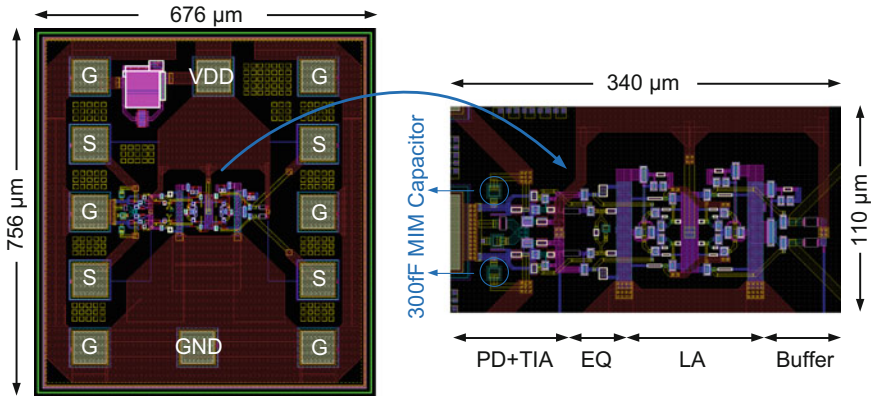 676 µm
756 µm
G VDD G
S S
G G
S S
G GND G
340 µm
110 µm
300fF MIM Capacitor
PD+TIA EQ LA Buffer